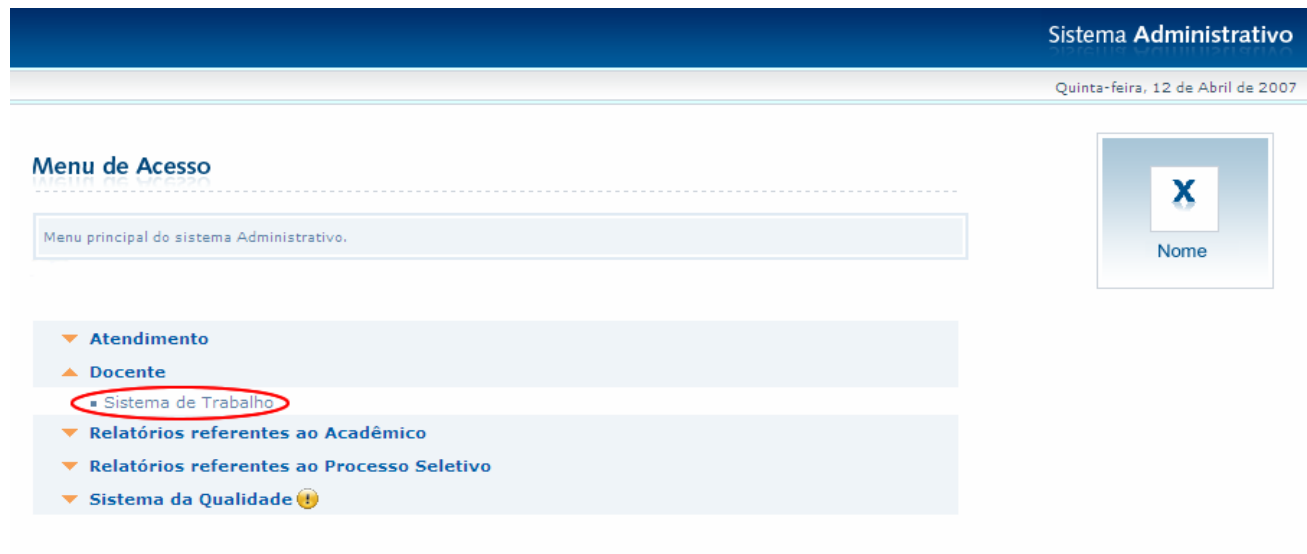 Sistema Administrativo
Quinta-feira, 12 de Abril de 2007
Menu de Acesso
X
Menu principal do sistema Administrativo.
Nome
Atendimento
Docente
Sistema de Trabalho
Relatórios referentes ao Acadêmico
Relatórios referentes ao Processo Seletivo
Sistema da Qualidade